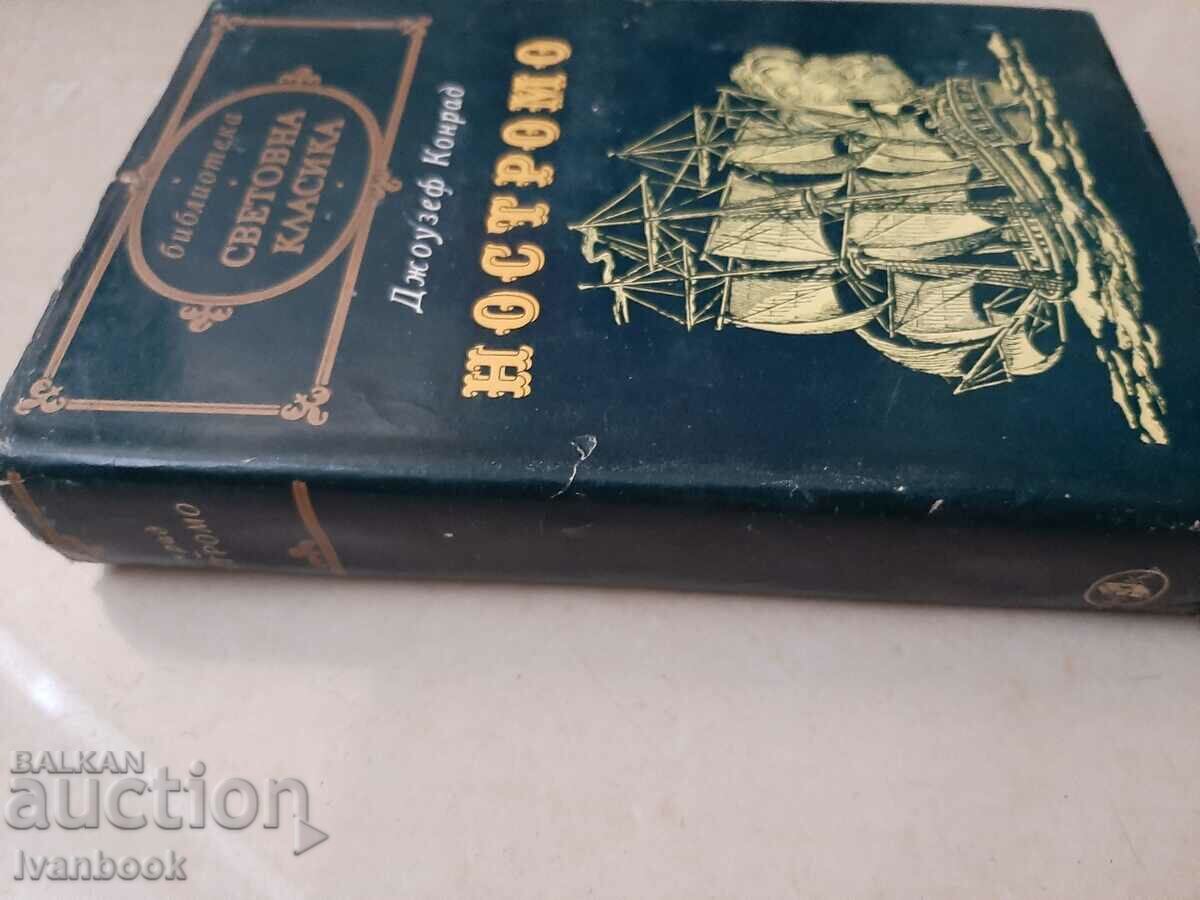 библиотека
СВЕТОВНА
КЛАСИКА
Джоузеф Конрад
НОСТРОМО
BALKAN
auction
Ivanbook